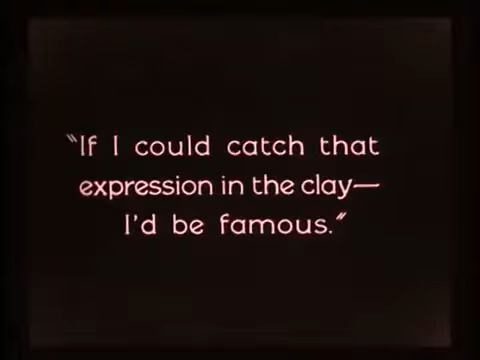 "If I could catch that
expression in the clay—
I'd be famous."